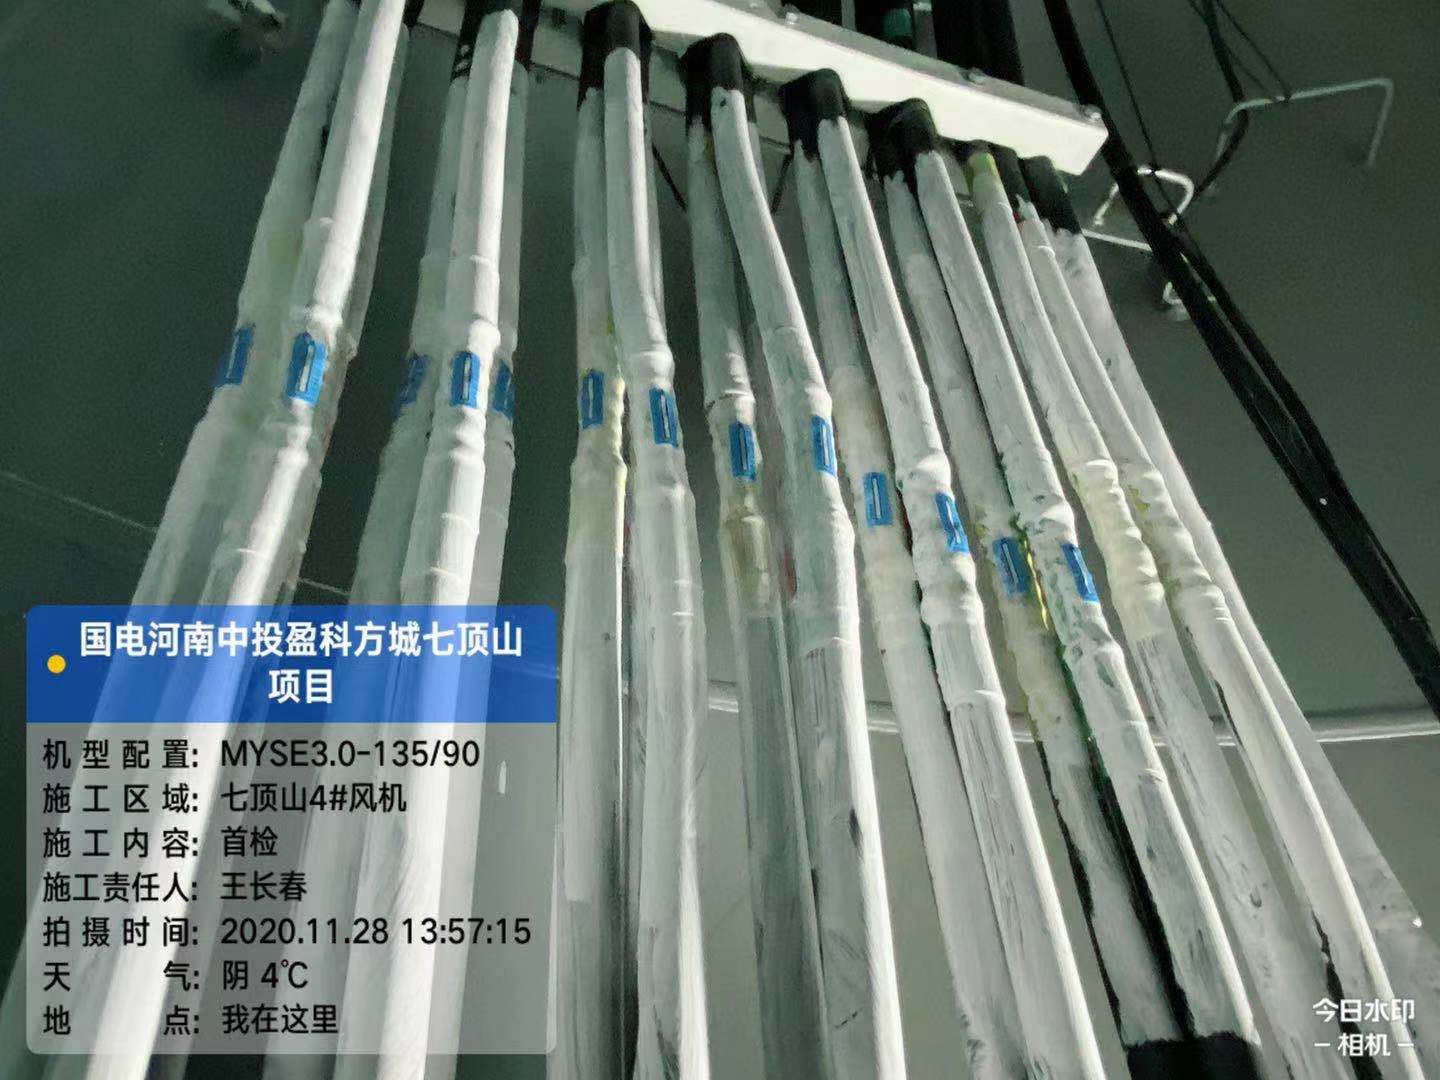 国电河南中投盈科方城七顶山
项目
机型配置: MYSE3.0-135/90
施工区域: 七顶山4#风机
施工内容: 首检
施工责任人: 王长春
拍摄时间: 2020.11.28 13:57:15
天气: 阴 4℃
地点: 我在这里
今日水印
-相机-